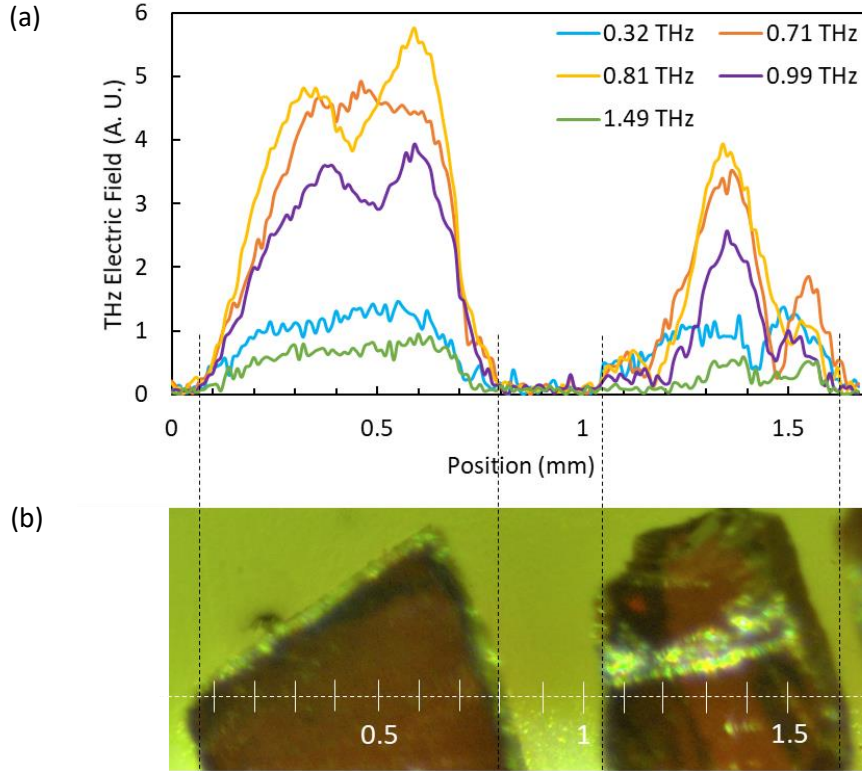 (a)
6
5
4
3
2
1
0
THz Electric Field (A. U.)
0.32 THz 0.71 THz
0.81 THz 0.99 THz
1.49 THz
0 0.5 1 1.5
Position (mm)
(b)
0.5 1 1.5